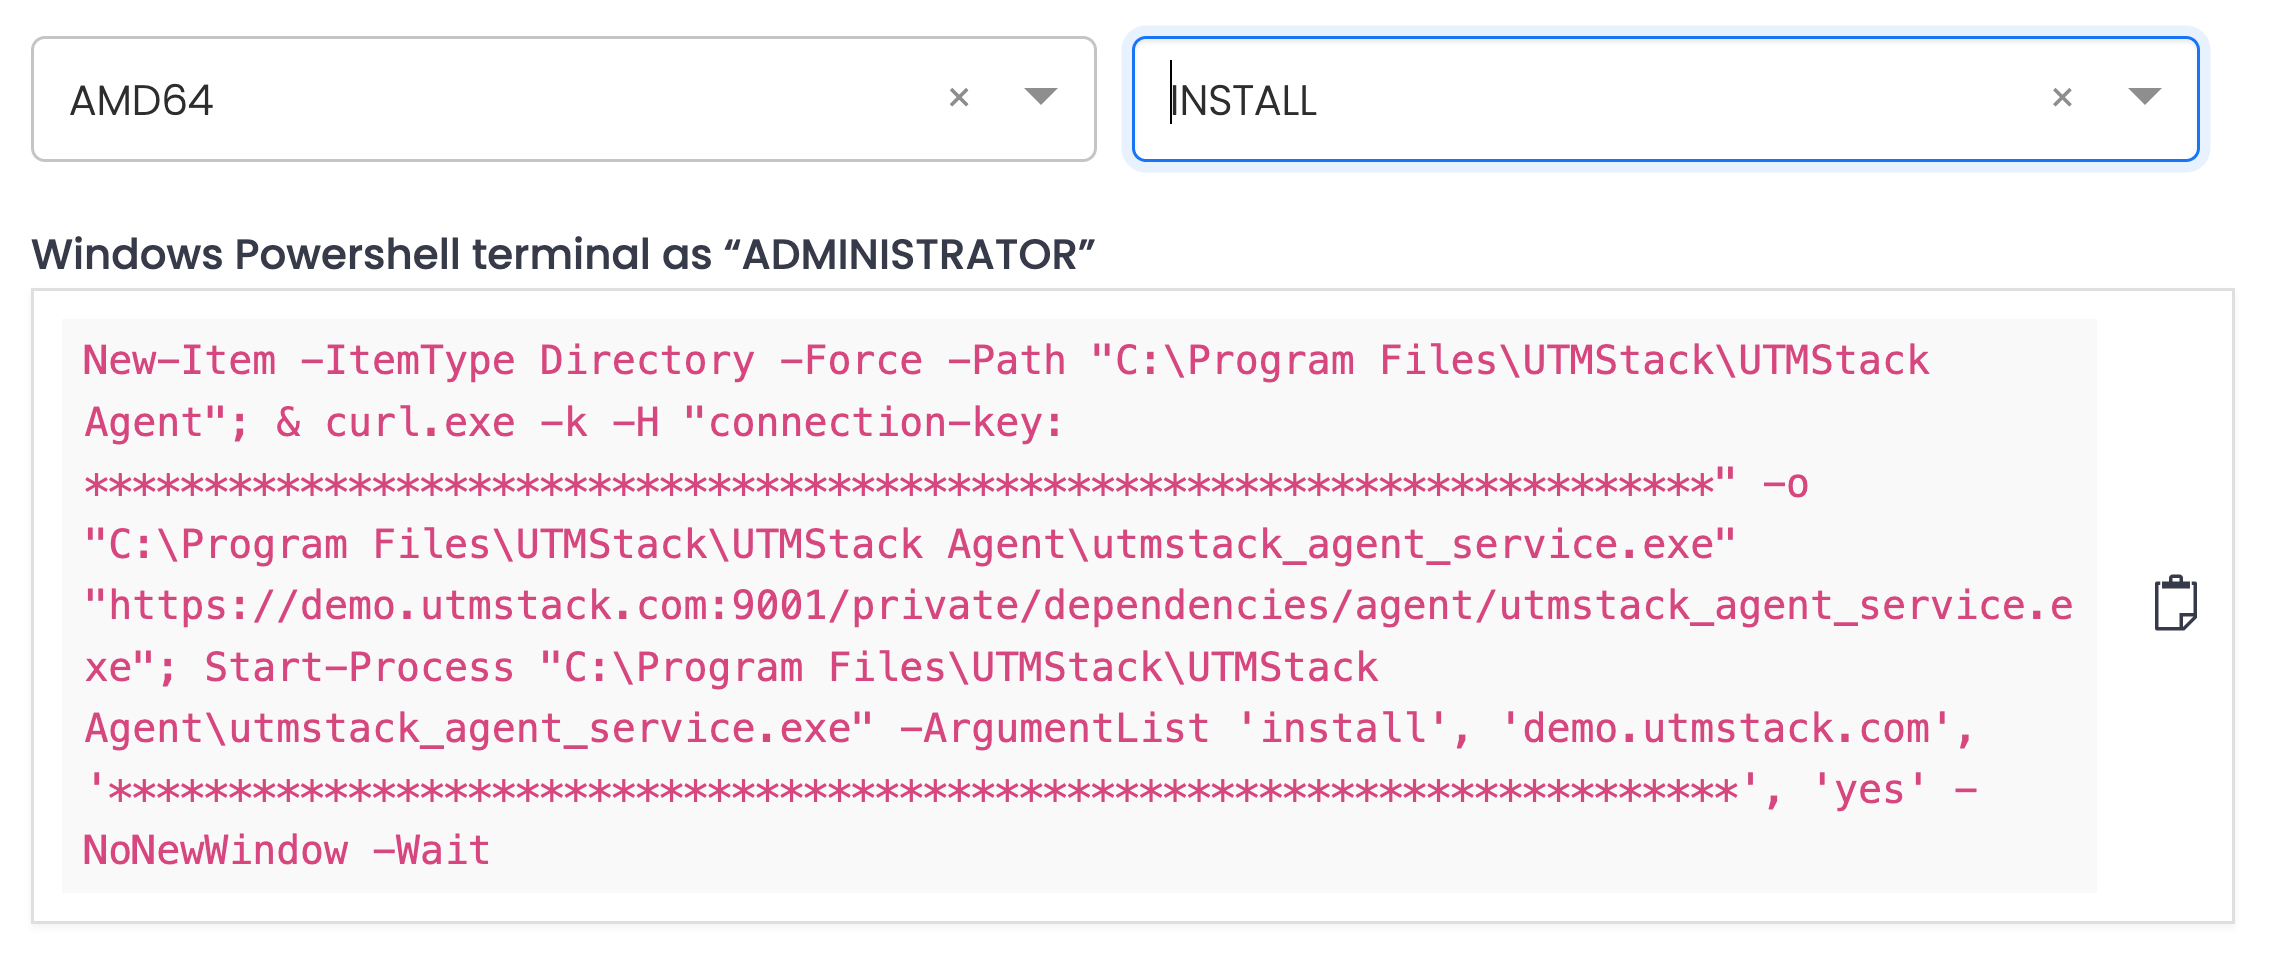 AMD64 ×
INSTALL ×
Windows Powershell terminal as “ADMINISTRATOR”
New-Item -ItemType Directory -Force -Path "C:\Program Files\UTMStack\UTMStack
Agent"; & curl.exe -k -H "connection-key:
********************************************************************" -o
"C:\Program Files\UTMStack\UTMStack Agent\utmstack_agent_service.exe"
"https://demo.utmstack.com:9001/private/dependencies/agent/utmstack_agent_service.e
xe"; Start-Process "C:\Program Files\UTMStack\UTMStack
Agent\utmstack_agent_service.exe" -ArgumentList 'install', 'demo.utmstack.com',
'********************************************************************', 'yes' -
NoNewWindow -Wait